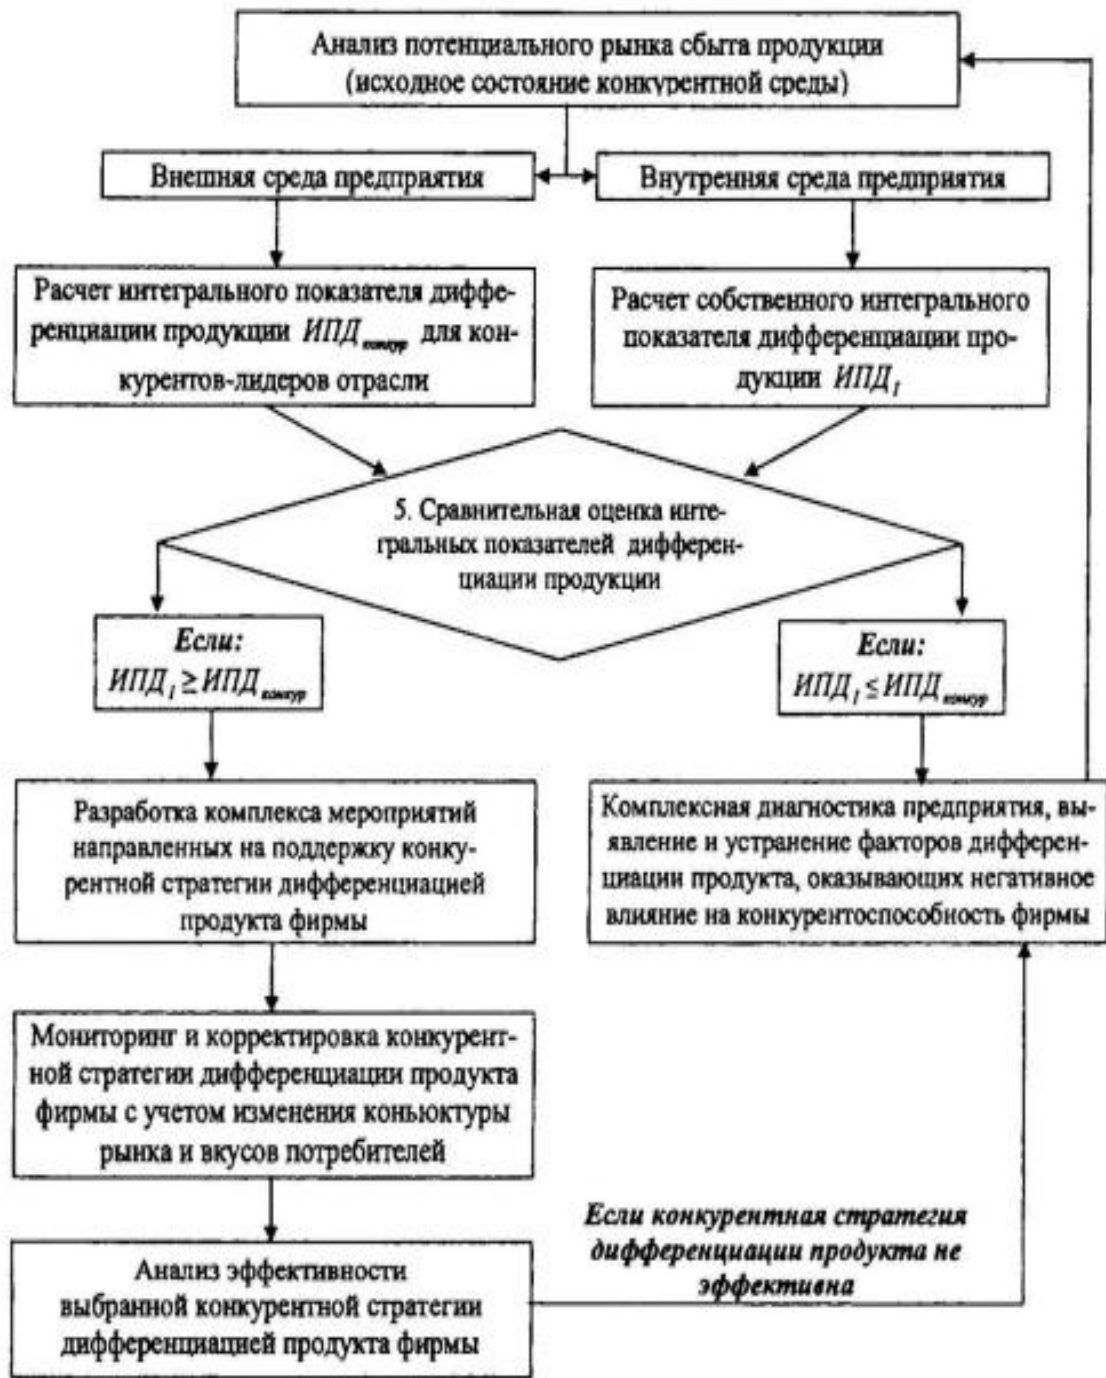 Анализ потенциального рынка сбыта продукции
(исходное состояние конкурентной среды)
Внешняя среда предприятия
Внутренняя среда предприятия
Расчет интегрального показателя диффе-
ренциации продукции ИПД конкур для кон-
курентов-лидеров отрасли
Расчет собственного интегрального
показателя дифференциации про-
дукции ИПД I
5. Сравнительная оценка инте-
гральных показателей дифферен-
циации продукции
Если:
ИПД I ≥ ИПД конкур
Если:
ИПД I ≤ ИПД конкур
Разработка комплекса мероприятий
направленных на поддержку конку-
рентной стратегии дифференциацией
продукта фирмы
Комплексная диагностика предприятия, вы-
явление и устранение факторов дифферен-
циации продукта, оказывающих негативное
влияние на конкурентоспособность фирмы
Мониторинг и корректировка конкурент-
ной стратегии дифференциации продукта
фирмы с учетом изменения коньюктуры
рынка и вкусов потребителей
Если конкурентная стратегия
дифференциации продукта не
эффективна
Анализ эффективности
выбранной конкурентной стратегии
дифференциацией продукта фирмы